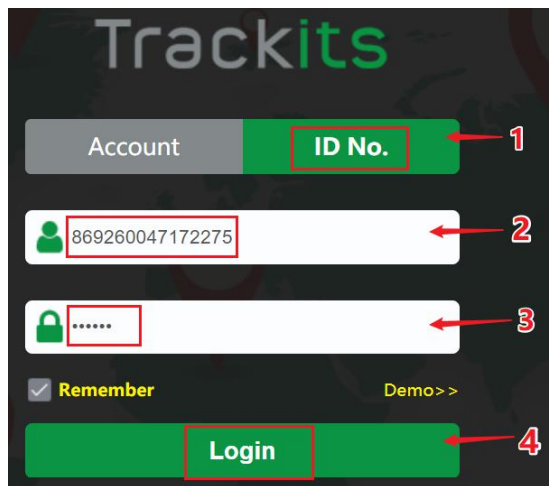 Trackits
Account ID No. 1
869260047172275 2
•••••• 3
Remember Demo>>
Login 4